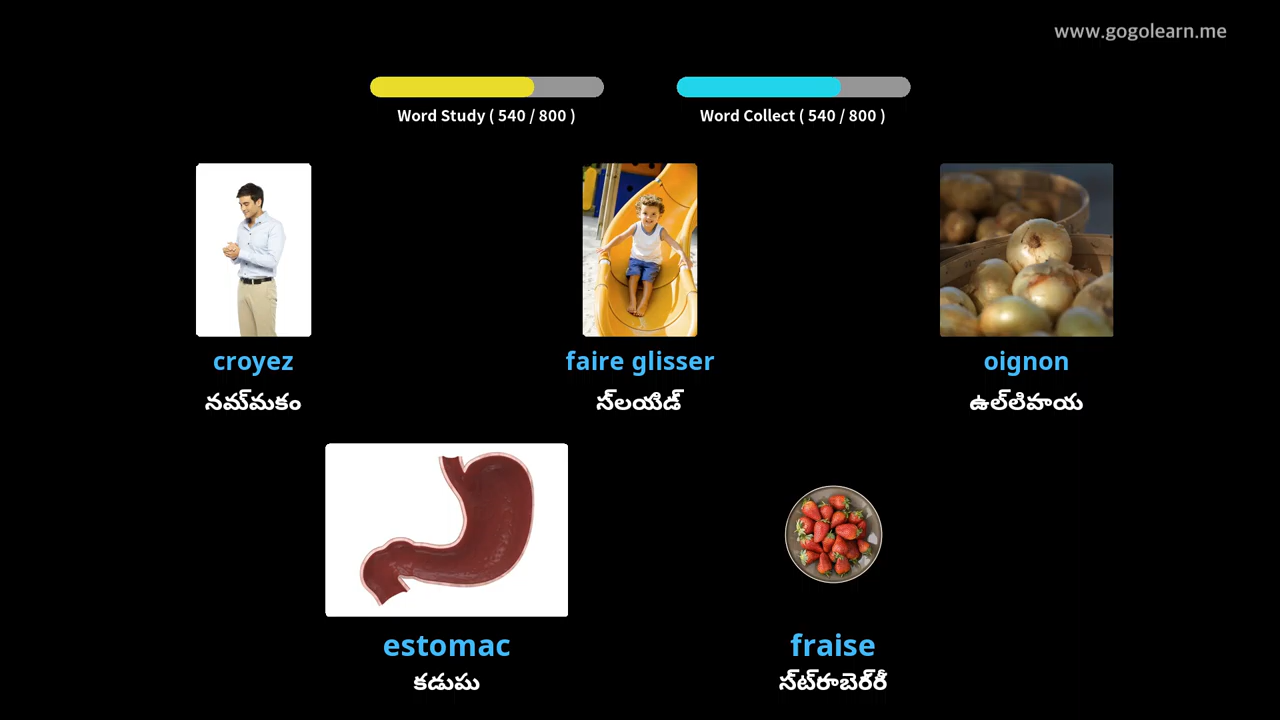 www.gogolearn.me
Word Study ( 540 / 800 )
Word Collect ( 540 / 800 )
croyez
faire glisser
oignon
నమ్మకం
స్లయిడ్
ఉల్లిపాయ
estomac
fraise
కడుపు
స్ట్రాబెర్రీ